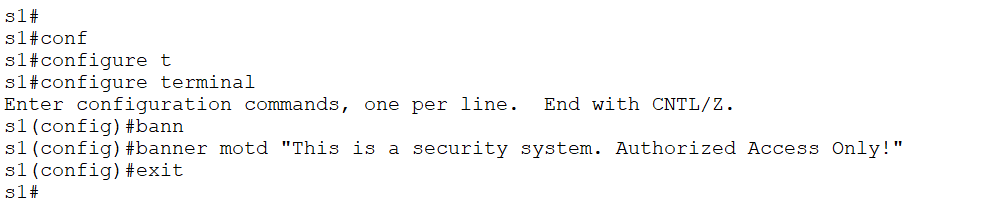 s1#
s1#conf
s1#configure t
s1#configure terminal
Enter configuration commands, one per line.  End with CNTL/Z.
s1(config)#bann
s1(config)#banner motd "This is a security system. Authorized Access Only!"
s1(config)#exit
s1#